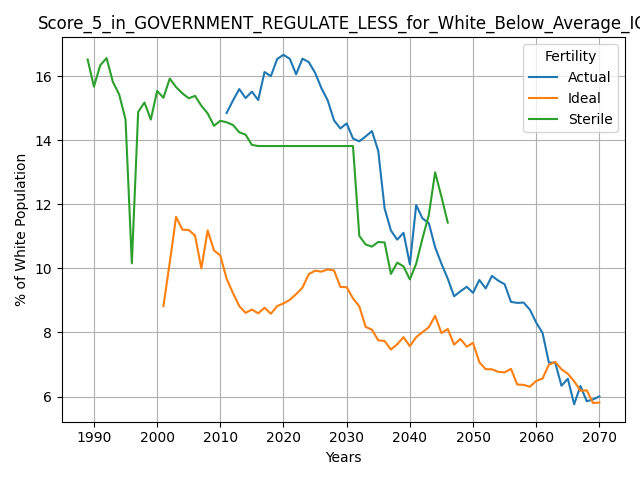 Score_5_in_GOVERNMENT_REGULATE_LESS_for_White_Below_Average_IQ
% of White Population
16
14
12
10
8
6
Fertility
Actual
Ideal
Sterile
1990 2000 2010 2020 2030 2040 2050 2060 2070
Years